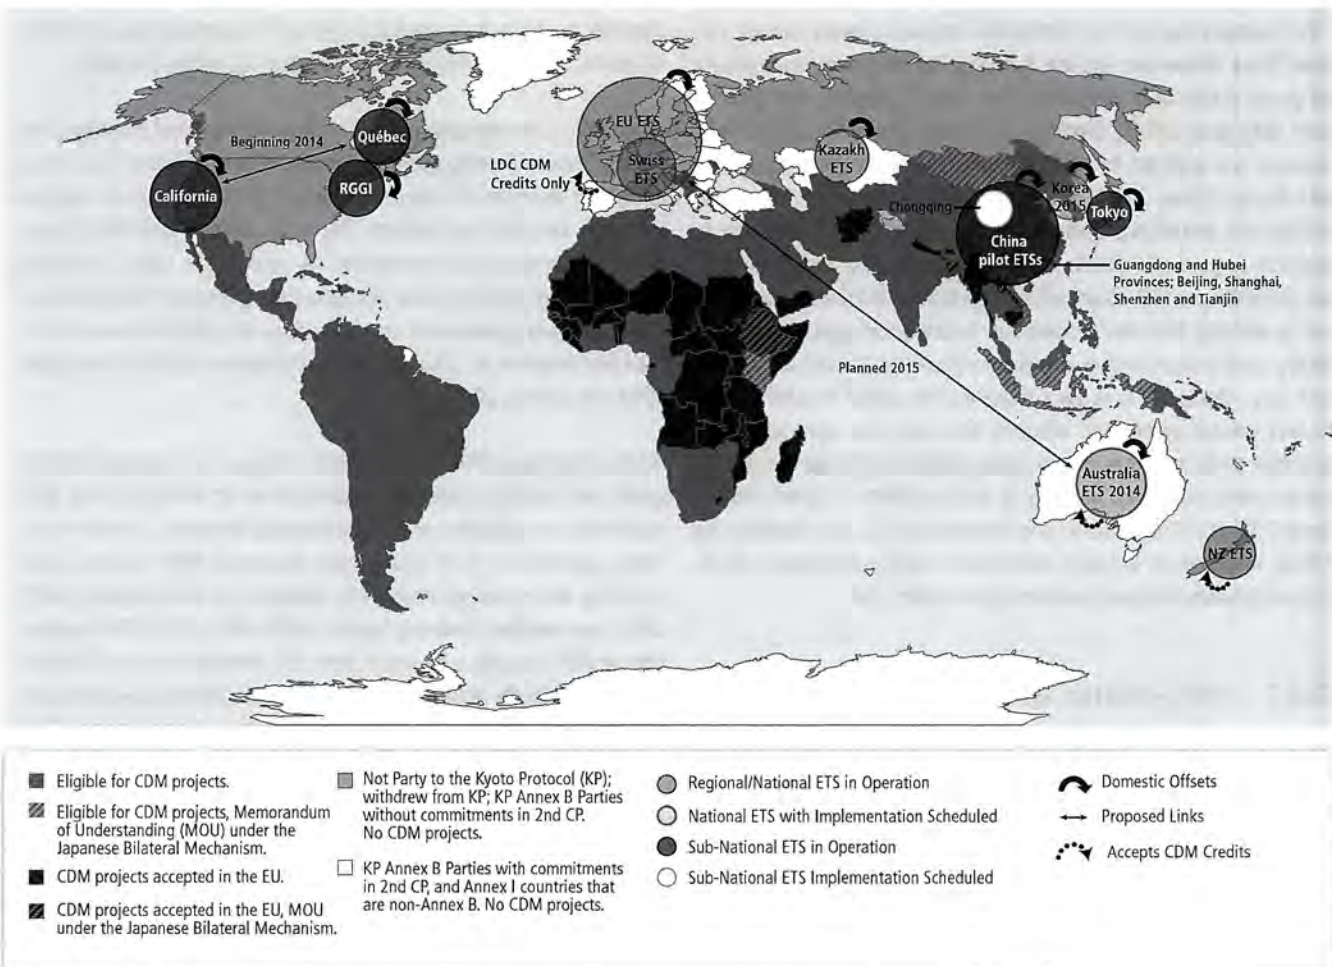 Beginning 2014
Québec
California
RGGI
LDC CDM
Credits Only
EU ETS
Swiss
ETS
Kazakh
ETS
Chongqing
Korea
2015
Tokyo
China
pilot ETSs
Guangdong and Hubei
Provinces; Beijing, Shanghai,
Shenzhen and Tianjin
Planned 2015
Australia
ETS 2014
NZ ETS
Eligible for CDM projects.
Eligible for CDM projects, Memorandum
of Understanding (MOU) under the
Japanese Bilateral Mechanism.
CDM projects accepted in the EU.
CDM projects accepted in the EU, MOU
under the Japanese Bilateral Mechanism.
Not Party to the Kyoto Protocol (KP);
withdrew from KP; KP Annex B Parties
without commitments in 2nd CP.
No CDM projects.
KP Annex B Parties with commitments
in 2nd CP, and Annex I countries that
are non-Annex B. No CDM projects.
Regional/National ETS in Operation
National ETS with Implementation Scheduled
Sub-National ETS in Operation
Sub-National ETS Implementation Scheduled
Domestic Offsets
Proposed Links
Accepts CDM Credits